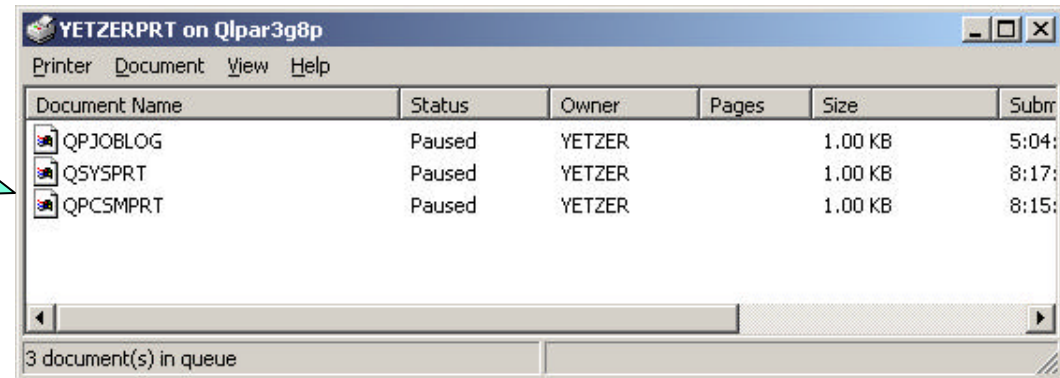 YETZERPRT on Qlpar3g8p
Printer Document View Help
Document Name Status Owner Pages Size Subm
QPJOBLOG Paused YETZER 1.00 KB 5:04:
QSYSPRT Paused YETZER 1.00 KB 8:17:
QPCSMPRT Paused YETZER 1.00 KB 8:15:
3 document(s) in queue